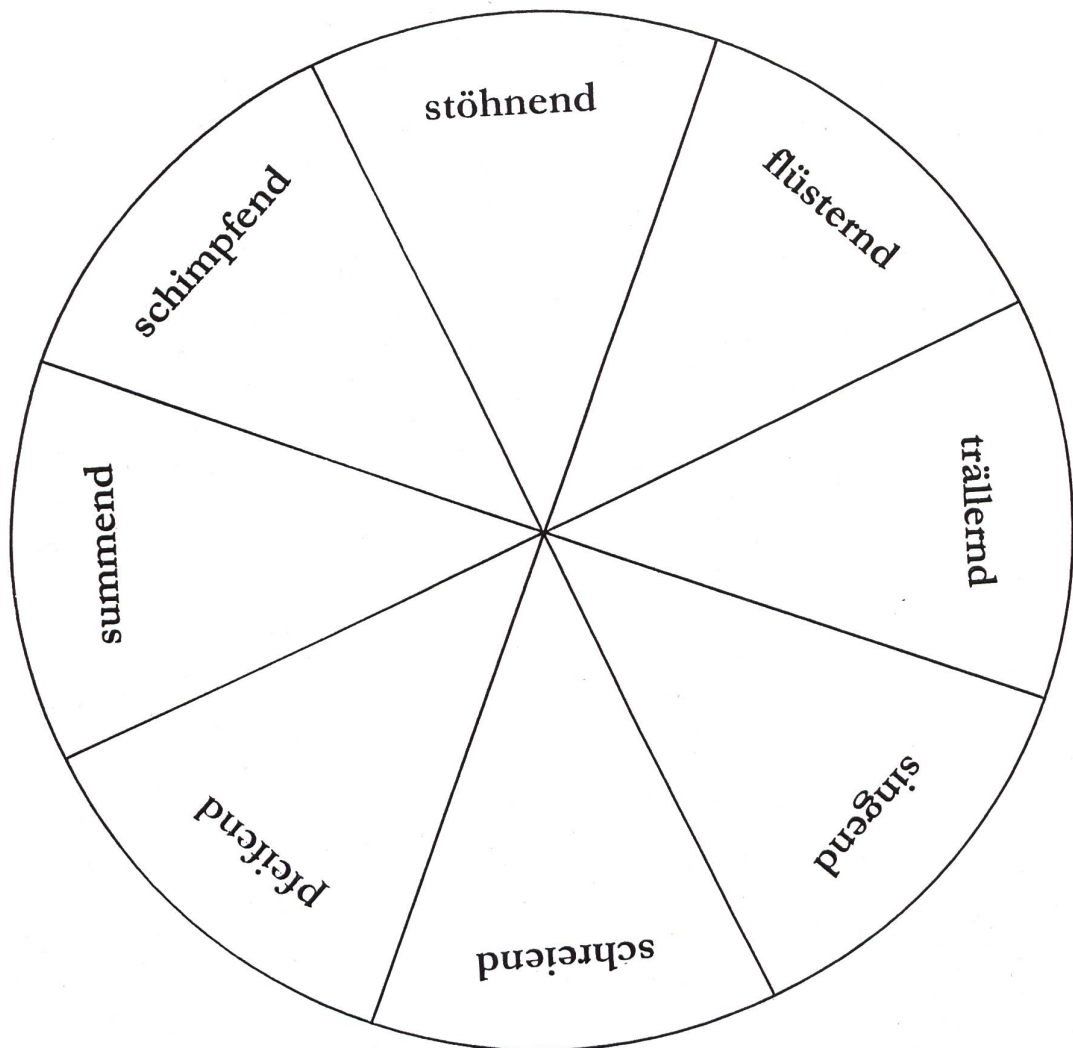 stöhnend
flüsternd
trällernd
singend
schreiend
pfeifend
summend
schimpfend